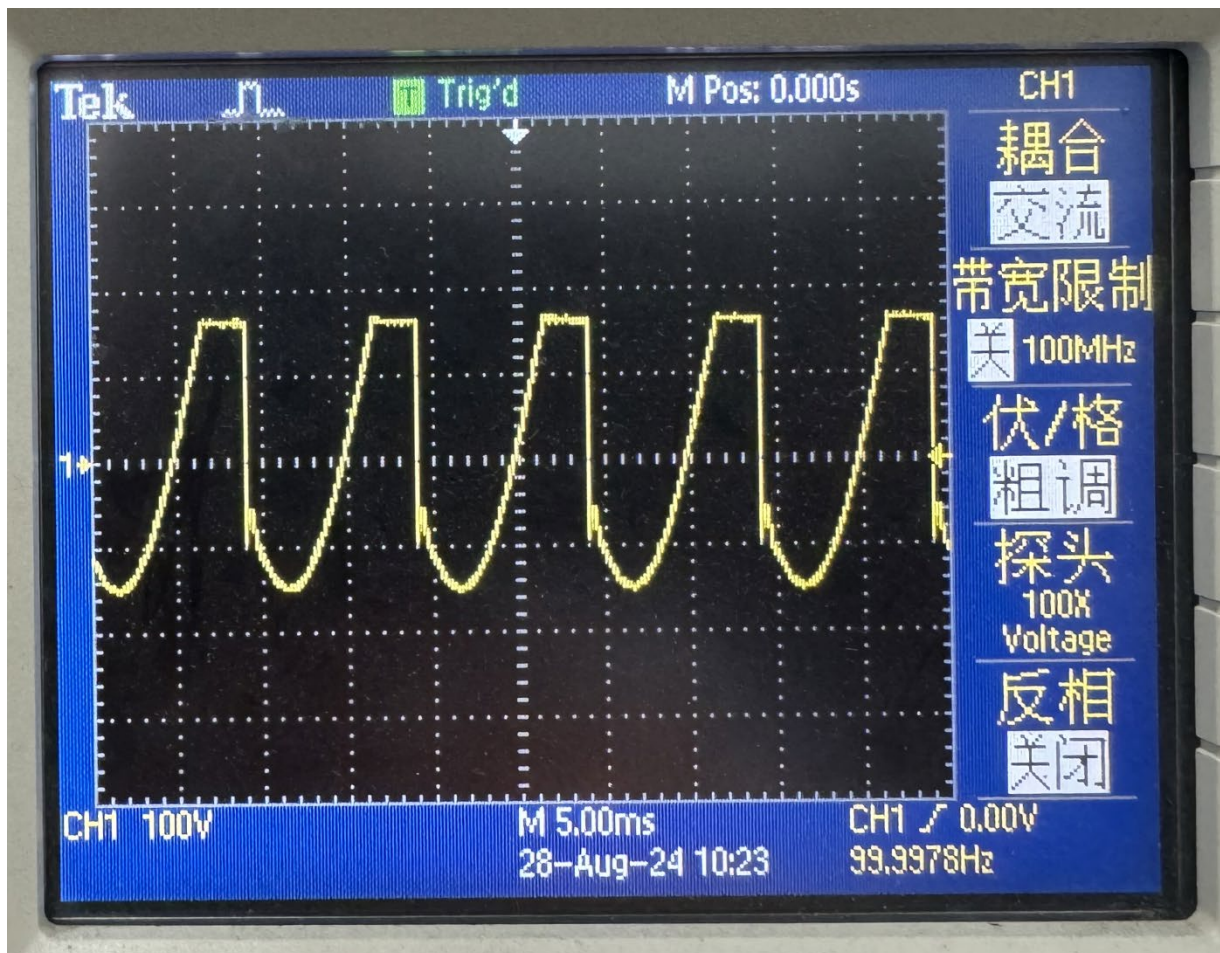 Tek T Trig'd M Pos: 0.000s CH1
耦合
交流
带宽限制
关 100MHz
伏/格
粗调
探头
100X
Voltage
反相
关闭
1
CH1 100V M 5.00ms CH1 0.00V
28-Aug-24 10:23 99.9978Hz